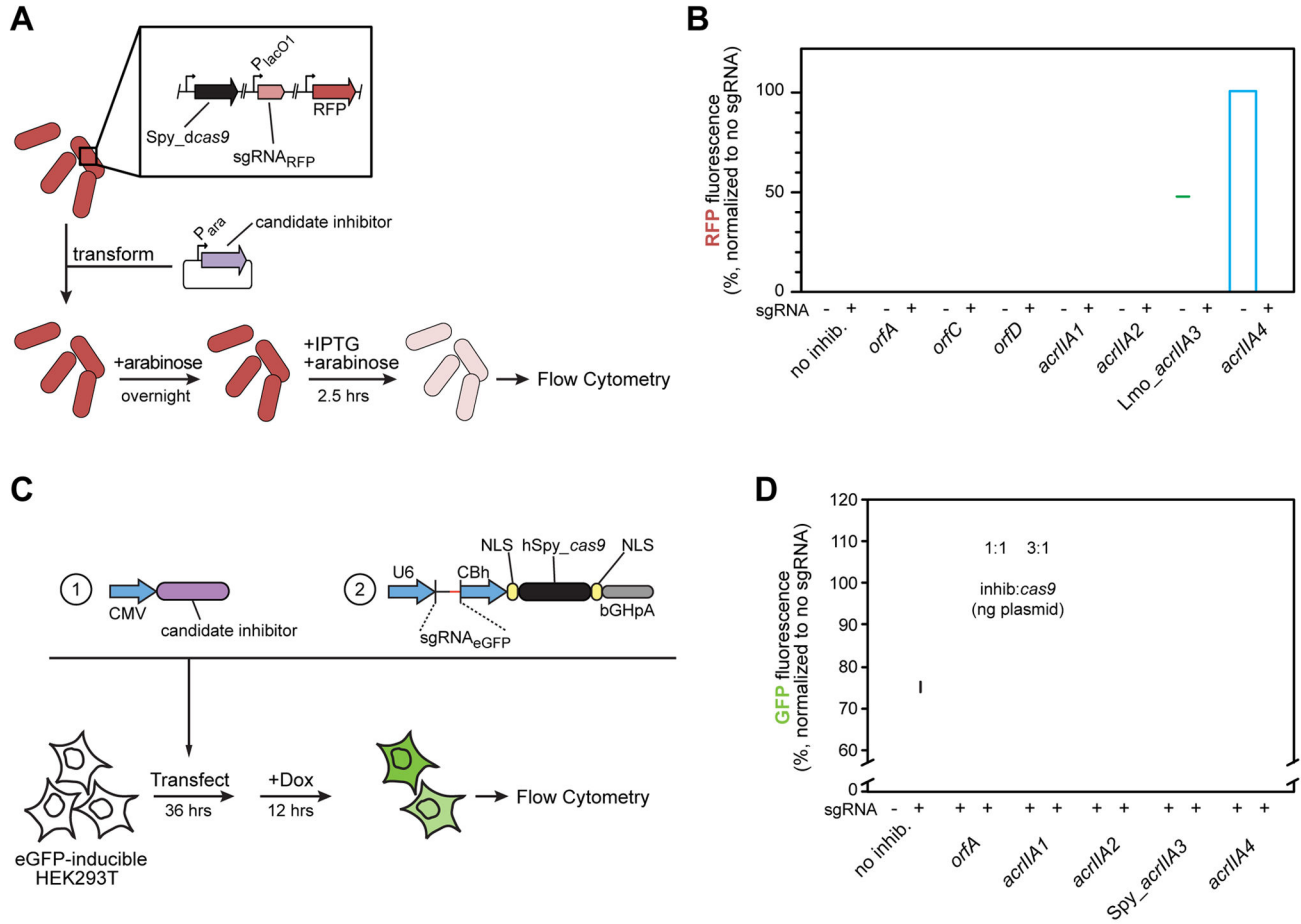 A
P
lacO1
Spy_dcas9
sgRNA
RFP
RFP
P
ara
candidate inhibitor
transform
+arabinose
overnight
+IPTG
+arabinose
2.5 hrs
Flow Cytometry
B
RFP fluorescence
(%, normalized to no sgRNA)
100
50
0
sgRNA - + - + - + - + - + - + - + - +
no inhib. orfA orfC orfD acrIIA1 acrIIA2 Lmo_acrIIA3 acrIIA4
C
1
CMV
candidate inhibitor
2
U6
CBh
NLS
hSpy_cas9
NLS
bGHpA
sgRNAeGFP
Transfect
36 hrs
+Dox
12 hrs
Flow Cytometry
eGFP-inducible
HEK293T
D
GFP fluorescence
(%, normalized to no sgRNA)
120
110
100
90
80
70
60
0
1:1 3:1
inhib:cas9
(ng plasmid)
sgRNA - + + + + + + + + + + +
no inhib. orfA acrIIA1 acrIIA2 Spy_acrIIA3 acrIIA4